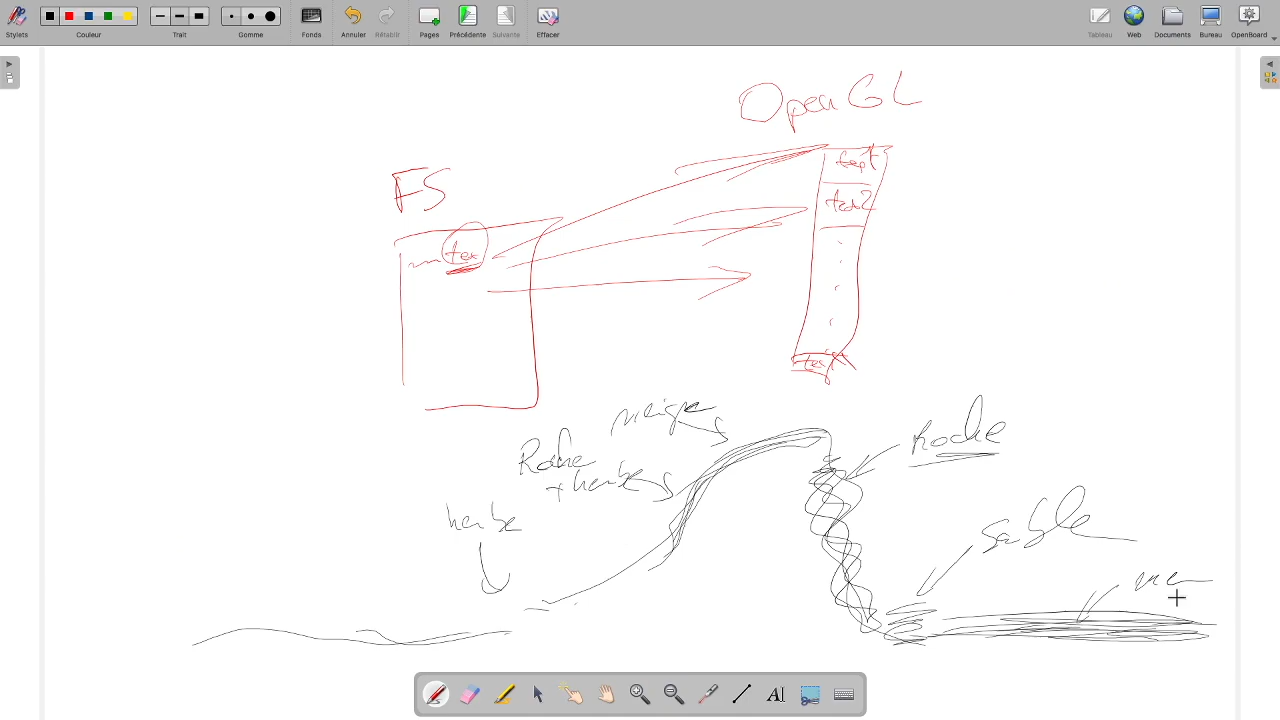 Stylets
Couleur
Trait
Gomme
Fonds
Annuler
Rétablir
Pages
Précédente
Suivante
Effacer
Tableau
Web
Documents
Bureau
OpenBoard
OpenGL
FS
tex
tex1
tex2
neige
Roche
+ herbe
herbe
Roche
Sable
mer